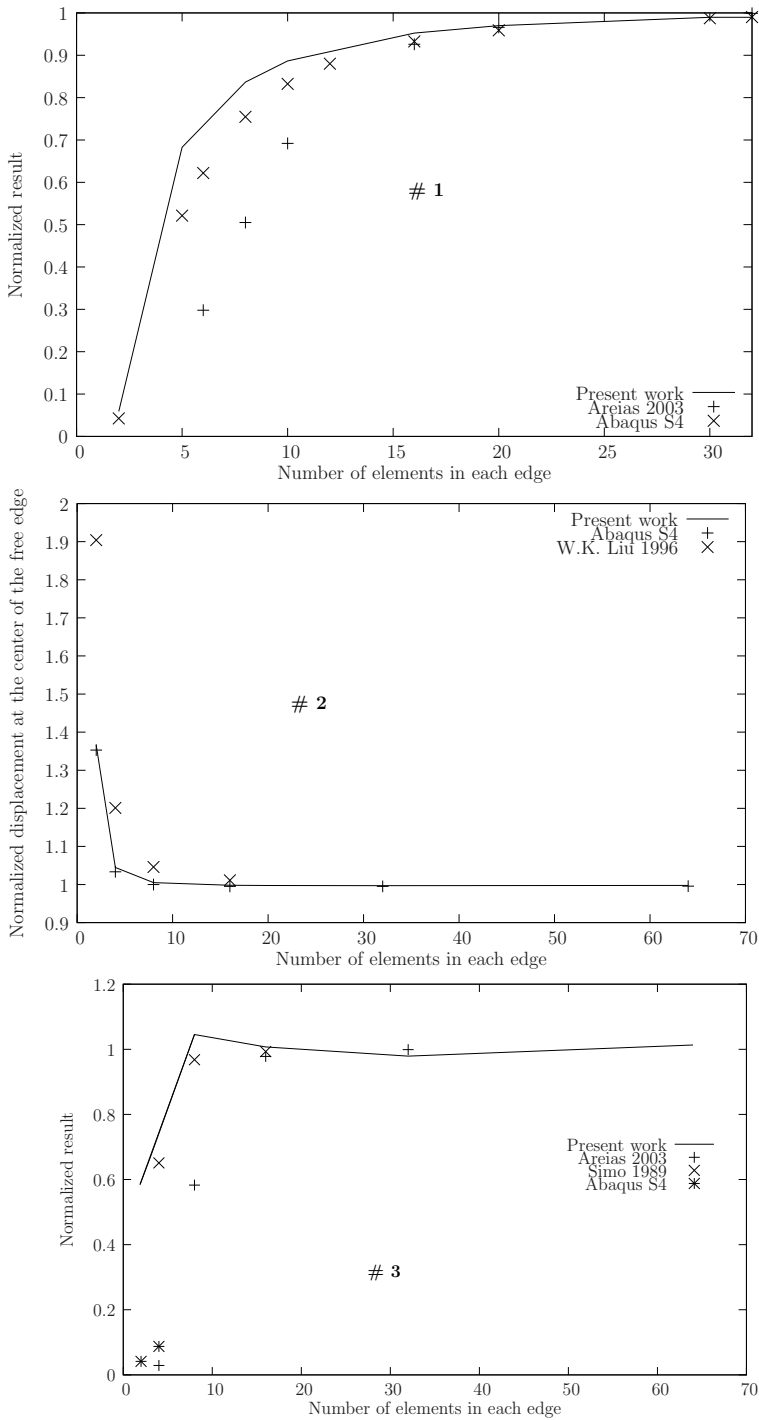 1
0.9
0.8
0.7
0.6
0.5
0.4
0.3
0.2
0.1
0
Normalized result
# 1
Present work
Areias 2003
Abaqus S4
0 5 10 15 20 25 30
Number of elements in each edge
2
1.9
1.8
1.7
1.6
1.5
1.4
1.3
1.2
1.1
1
0.9
Normalized displacement at the center of the free edge
Present work
Abaqus S4
W.K. Liu 1996
# 2
0 10 20 30 40 50 60 70
Number of elements in each edge
1.2
1
0.8
0.6
0.4
0.2
0
Normalized result
Present work
Areias 2003
Simo 1989
Abaqus S4
# 3
0 10 20 30 40 50 60 70
Number of elements in each edge